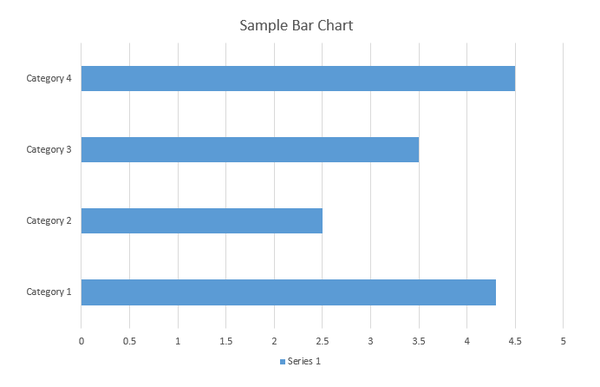 Sample Bar Chart
Category 4
Category 3
Category 2
Category 1
0 0.5 1 1.5 2 2.5 3 3.5 4 4.5 5
Series 1